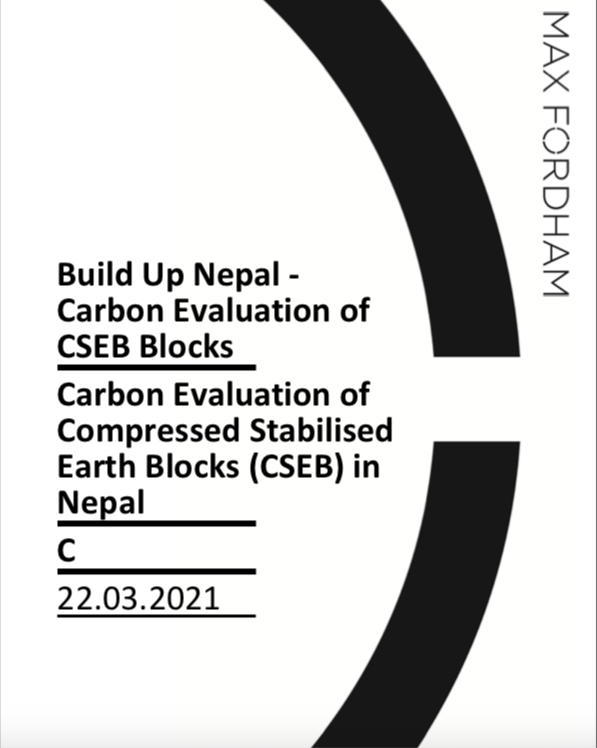 MAX FORDHAM
Build Up Nepal -
Carbon Evaluation of
CSEB Blocks
Carbon Evaluation of
Compressed Stabilised
Earth Blocks (CSEB) in
Nepal
C
22.03.2021